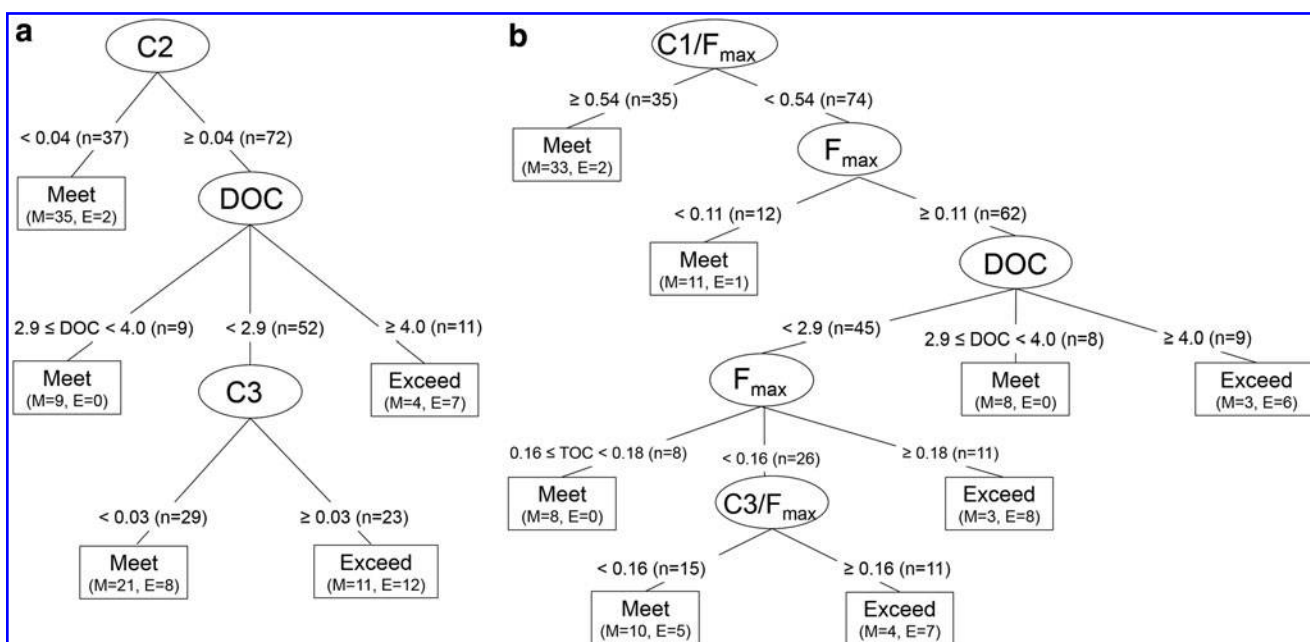 a
C2
< 0.04 (n=37)
≥ 0.04 (n=72)
Meet
(M=35, E=2)
DOC
2.9 ≤ DOC < 4.0 (n=9)
< 2.9 (n=52)
≥ 4.0 (n=11)
Meet
(M=9, E=0)
C3
Exceed
(M=4, E=7)
< 0.03 (n=29)
≥ 0.03 (n=23)
Meet
(M=21, E=8)
Exceed
(M=11, E=12)
b
C1/Fmax
≥ 0.54 (n=35)
< 0.54 (n=74)
Meet
(M=33, E=2)
Fmax
< 0.11 (n=12)
≥ 0.11 (n=62)
Meet
(M=11, E=1)
DOC
< 2.9 (n=45)
2.9 ≤ DOC < 4.0 (n=8)
≥ 4.0 (n=9)
Fmax
Meet
(M=8, E=0)
Exceed
(M=3, E=6)
0.16 ≤ TOC < 0.18 (n=8)
< 0.16 (n=26)
≥ 0.18 (n=11)
Meet
(M=8, E=0)
C3/Fmax
Exceed
(M=3, E=8)
< 0.16 (n=15)
≥ 0.16 (n=11)
Meet
(M=10, E=5)
Exceed
(M=4, E=7)